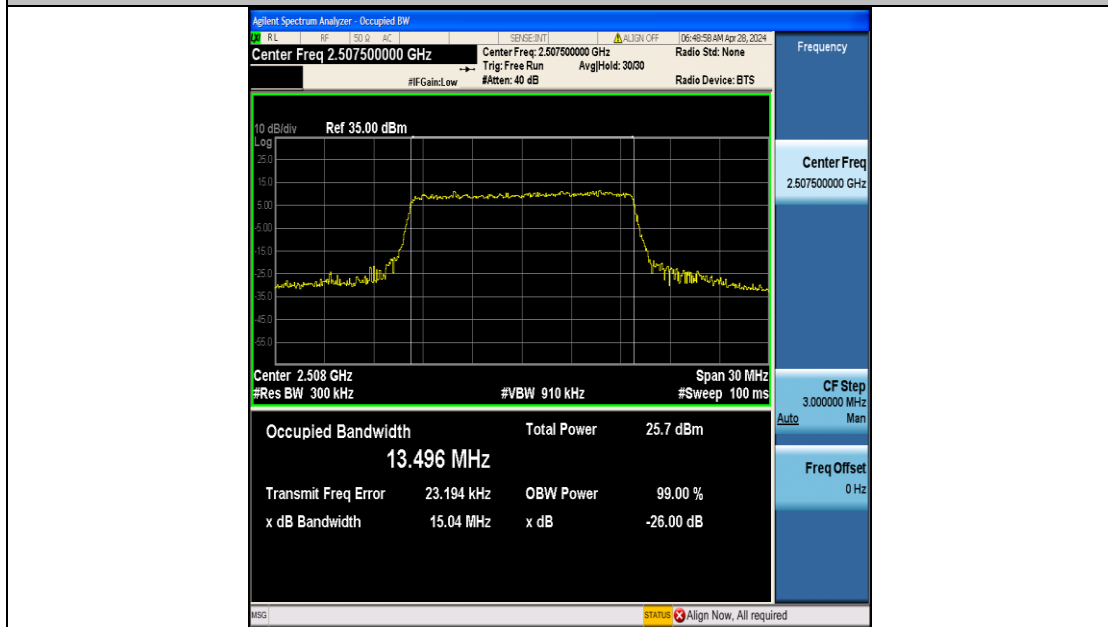 Agilent Spectrum Analyzer - Occupied BW
LXI RL RF 50 Ω AC SENSE:INT ALIGN OFF 06:48:58 AM Apr 28, 2024
Center Freq 2.507500000 GHz
Center Freq: 2.507500000 GHz Radio Std: None
Trig: Free Run Avg|Hold: 30/30
#IFGain:Low #Atten: 40 dB Radio Device: BTS
Frequency
10 dB/div Ref 35.00 dBm
Log
25.0
15.0
5.00
-5.00
-15.0
-25.0
-35.0
-45.0
-55.0
Center 2.508 GHz Span 30 MHz
#Res BW 300 kHz #VBW 910 kHz #Sweep 100 ms
Occupied Bandwidth Total Power 25.7 dBm
13.496 MHz
Transmit Freq Error 23.194 kHz OBW Power 99.00 %
x dB Bandwidth 15.04 MHz x dB -26.00 dB
Center Freq
2.507500000 GHz
CF Step
3.000000 MHz
Auto Man
Freq Offset
0 Hz
MSG STATUS Align Now, All required